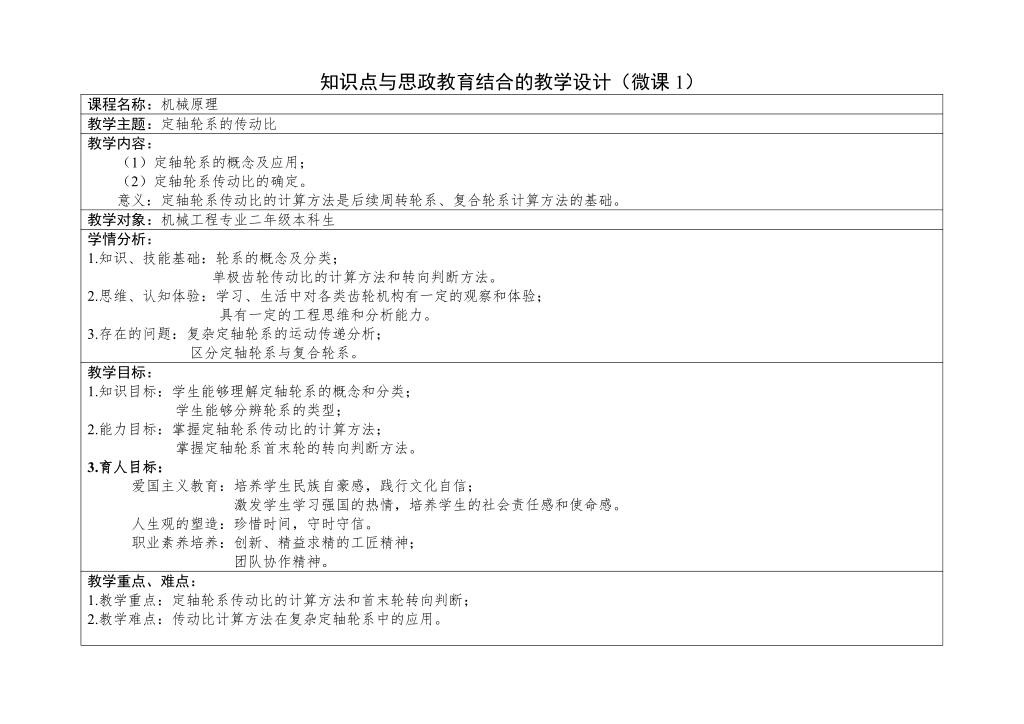 知识点与思政教育结合的教学设计（微课 1）
课程名称：机械原理
教学主题：定轴轮系的传动比
教学内容：
（1）定轴轮系的概念及应用；
（2）定轴轮系传动比的确定。
意义：定轴轮系传动比的计算方法是后续周转轮系、复合轮系计算方法的基础。
教学对象：机械工程专业二年级本科生
学情分析：
1.知识、技能基础：轮系的概念及分类；
单极齿轮传动比的计算方法和转向判断方法。
2.思维、认知体验：学习、生活中对各类齿轮机构有一定的观察和体验；
具有一定的工程思维和分析能力。
3.存在的问题：复杂定轴轮系的运动传递分析；
区分定轴轮系与复合轮系。
教学目标：
1.知识目标：学生能够理解定轴轮系的概念和分类；
学生能够分辨轮系的类型；
2.能力目标：掌握定轴轮系传动比的计算方法；
掌握定轴轮系首末轮的转向判断方法。
3.育人目标：
爱国主义教育：培养学生民族自豪感，践行文化自信；
激发学生学习强国的热情，培养学生的社会责任感和使命感。
人生观的塑造：珍惜时间，守时守信。
职业素养培养：创新、精益求精的工匠精神；
团队协作精神。
教学重点、难点：
1.教学重点：定轴轮系传动比的计算方法和首末轮转向判断；
2.教学难点：传动比计算方法在复杂定轴轮系中的应用。